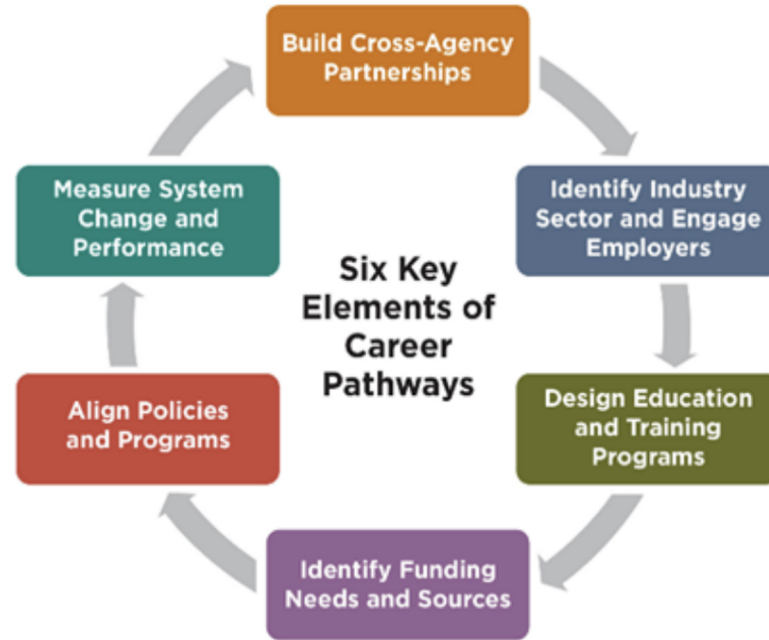 Build Cross-Agency
Partnerships
Identify Industry
Sector and Engage
Employers
Design Education
and Training
Programs
Identify Funding
Needs and Sources
Align Policies
and Programs
Measure System
Change and
Performance
Six Key
Elements of
Career
Pathways